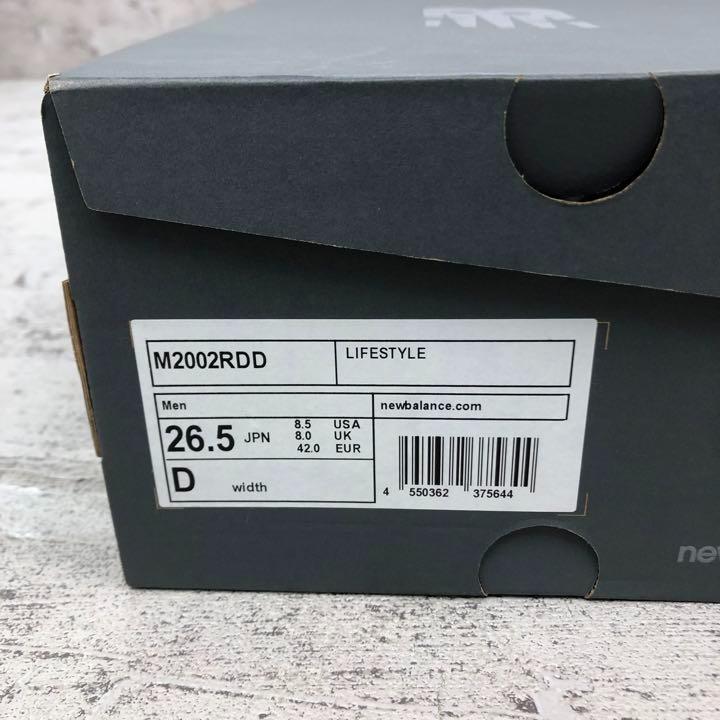 M2002RDD
LIFESTYLE
Men
newbalance.com
26.5 JPN
8.5 USA
8.0 UK
42.0 EUR
D width
4 550362 375644